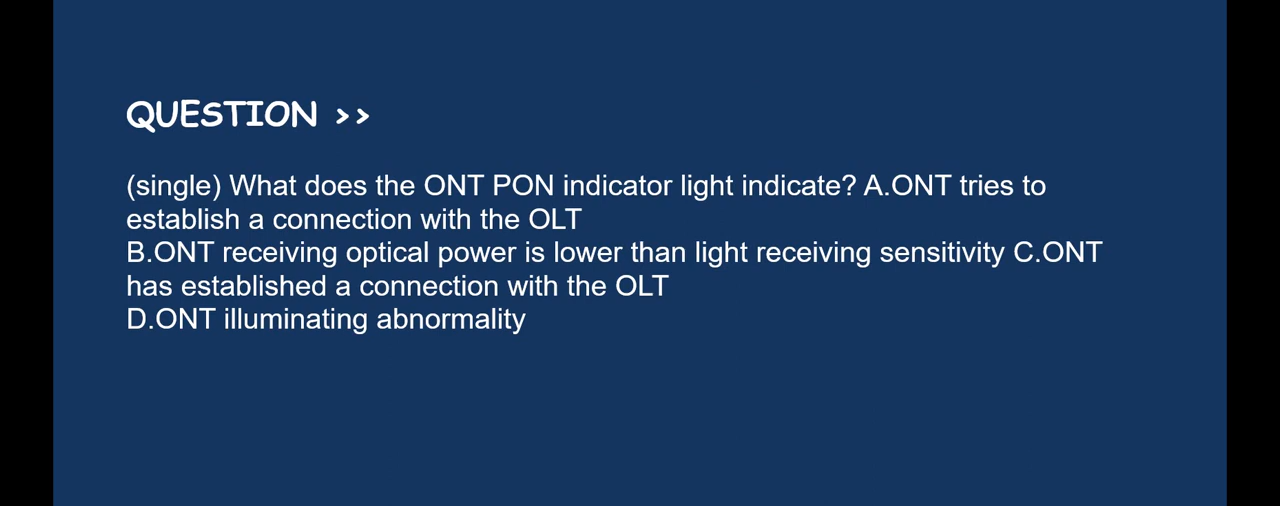 QUESTION >>
(single) What does the ONT PON indicator light indicate? A.ONT tries to
establish a connection with the OLT
B.ONT receiving optical power is lower than light receiving sensitivity C.ONT
has established a connection with the OLT
D.ONT illuminating abnormality